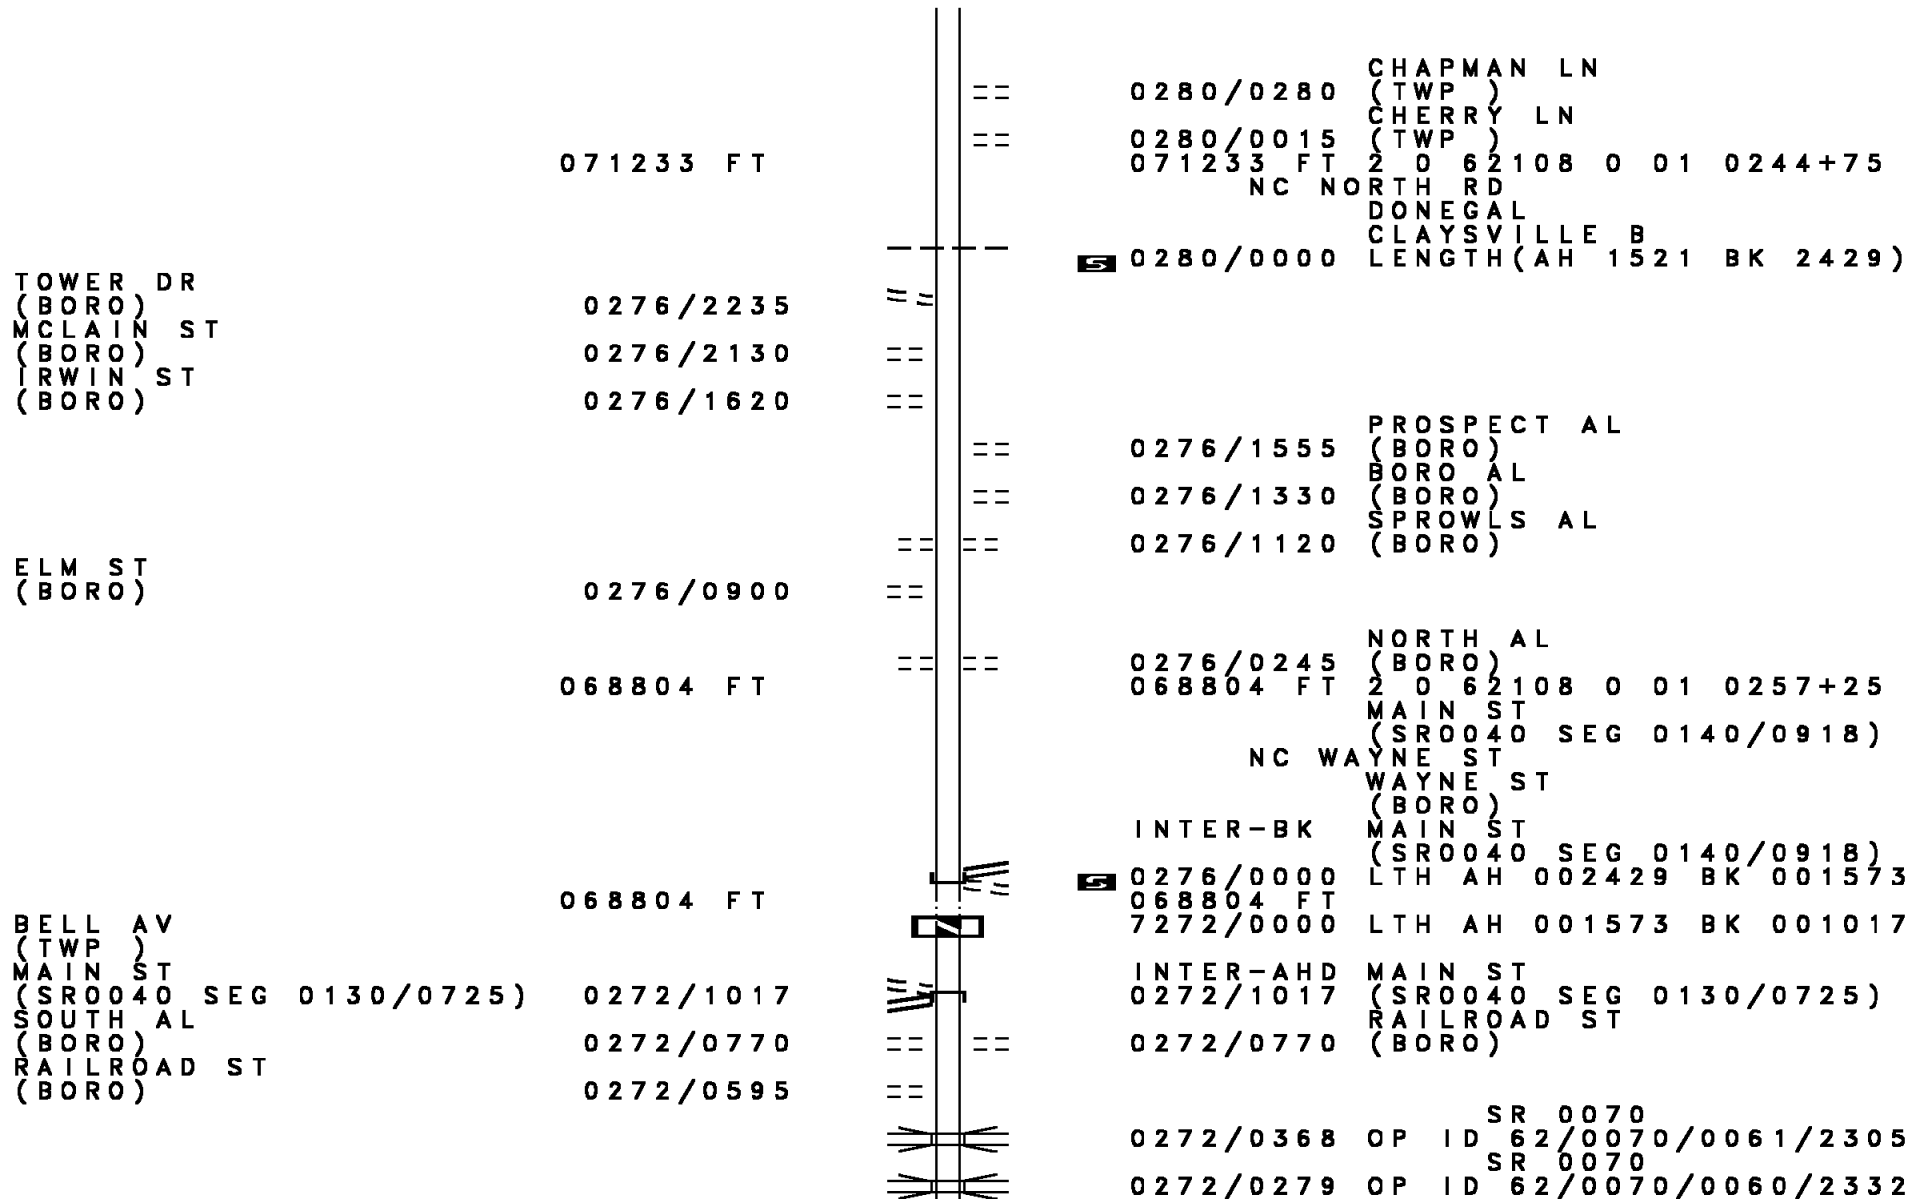 CHAPMAN LN
0280/0280 (TWP )
CHERRY LN
0280/0015 (TWP )
071233 FT 071233 FT 2 0 62108 0 01 0244+75
NC NORTH RD
DONEGAL
CLAYSVILLE B
S 0280/0000 LENGTH(AH 1521 BK 2429)
TOWER DR
(BORO) 0276/2235
MCLAIN ST
(BORO) 0276/2130
IRWIN ST
(BORO) 0276/1620
PROSPECT AL
0276/1555 (BORO)
BORO AL
0276/1330 (BORO)
SPROWLS AL
0276/1120 (BORO)
ELM ST
(BORO) 0276/0900
NORTH AL
0276/0245 (BORO)
068804 FT 068804 FT 2 0 62108 0 01 0257+25
MAIN ST
(SR0040 SEG 0140/0918)
NC WAYNE ST
WAYNE ST
(BORO)
INTER-BK MAIN ST
(SR0040 SEG 0140/0918)
S 0276/0000 LTH AH 002429 BK 001573
068804 FT 068804 FT
BELL AV 7272/0000 LTH AH 001573 BK 001017
(TWP )
MAIN ST INTER-AHD MAIN ST
(SR0040 SEG 0130/0725) 0272/1017 0272/1017 (SR0040 SEG 0130/0725)
SOUTH AL RAILROAD ST
(BORO) 0272/0770 0272/0770 (BORO)
RAILROAD ST
(BORO) 0272/0595
SR 0070
0272/0368 OP ID 62/0070/0061/2305
SR 0070
0272/0279 OP ID 62/0070/0060/2332